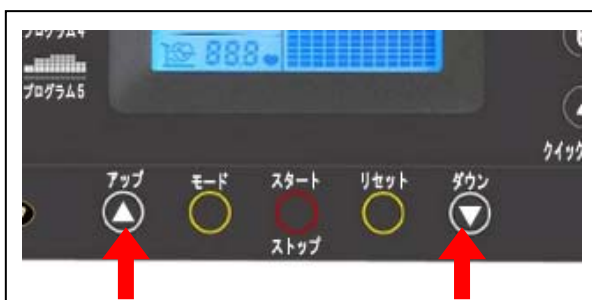 プログラム4
888
プログラム5
クイック
アップ
モード
スタート
リセット
ダウン
ストップ